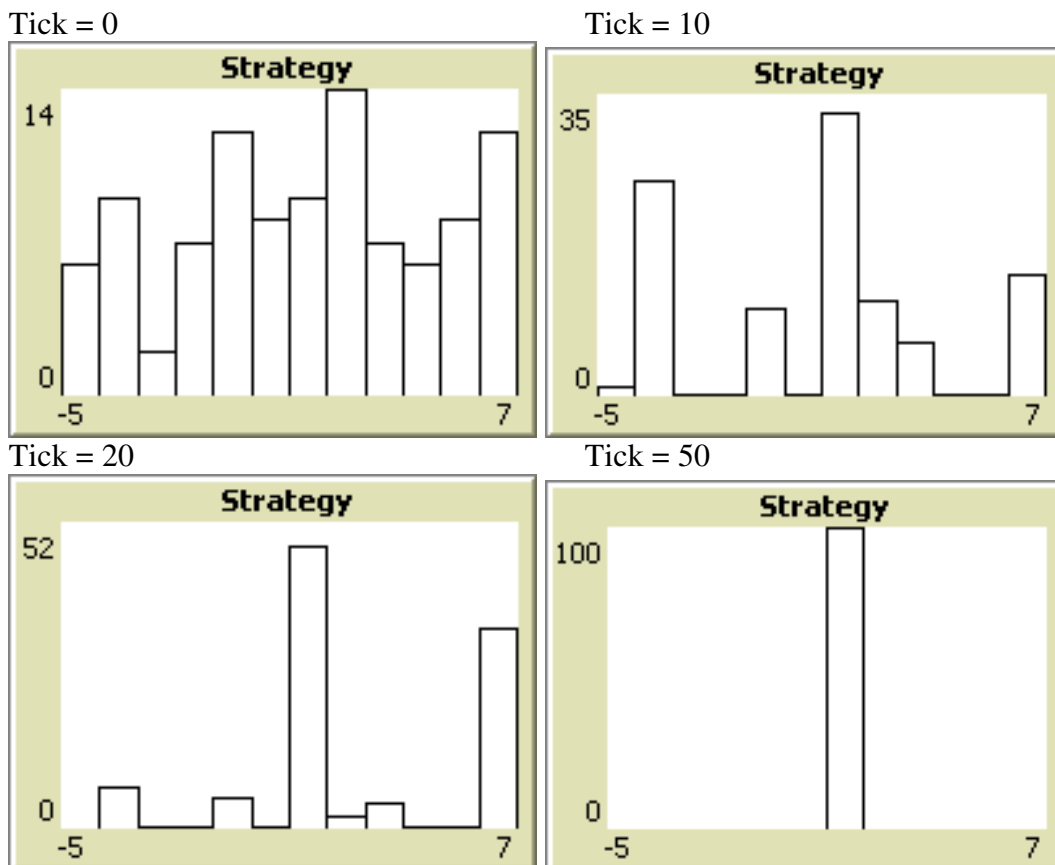 Tick = 0
Tick = 10
Strategy
14
0
-5
7
Strategy
35
0
-5
7
Tick = 20
Tick = 50
Strategy
52
0
-5
7
Strategy
100
0
-5
7